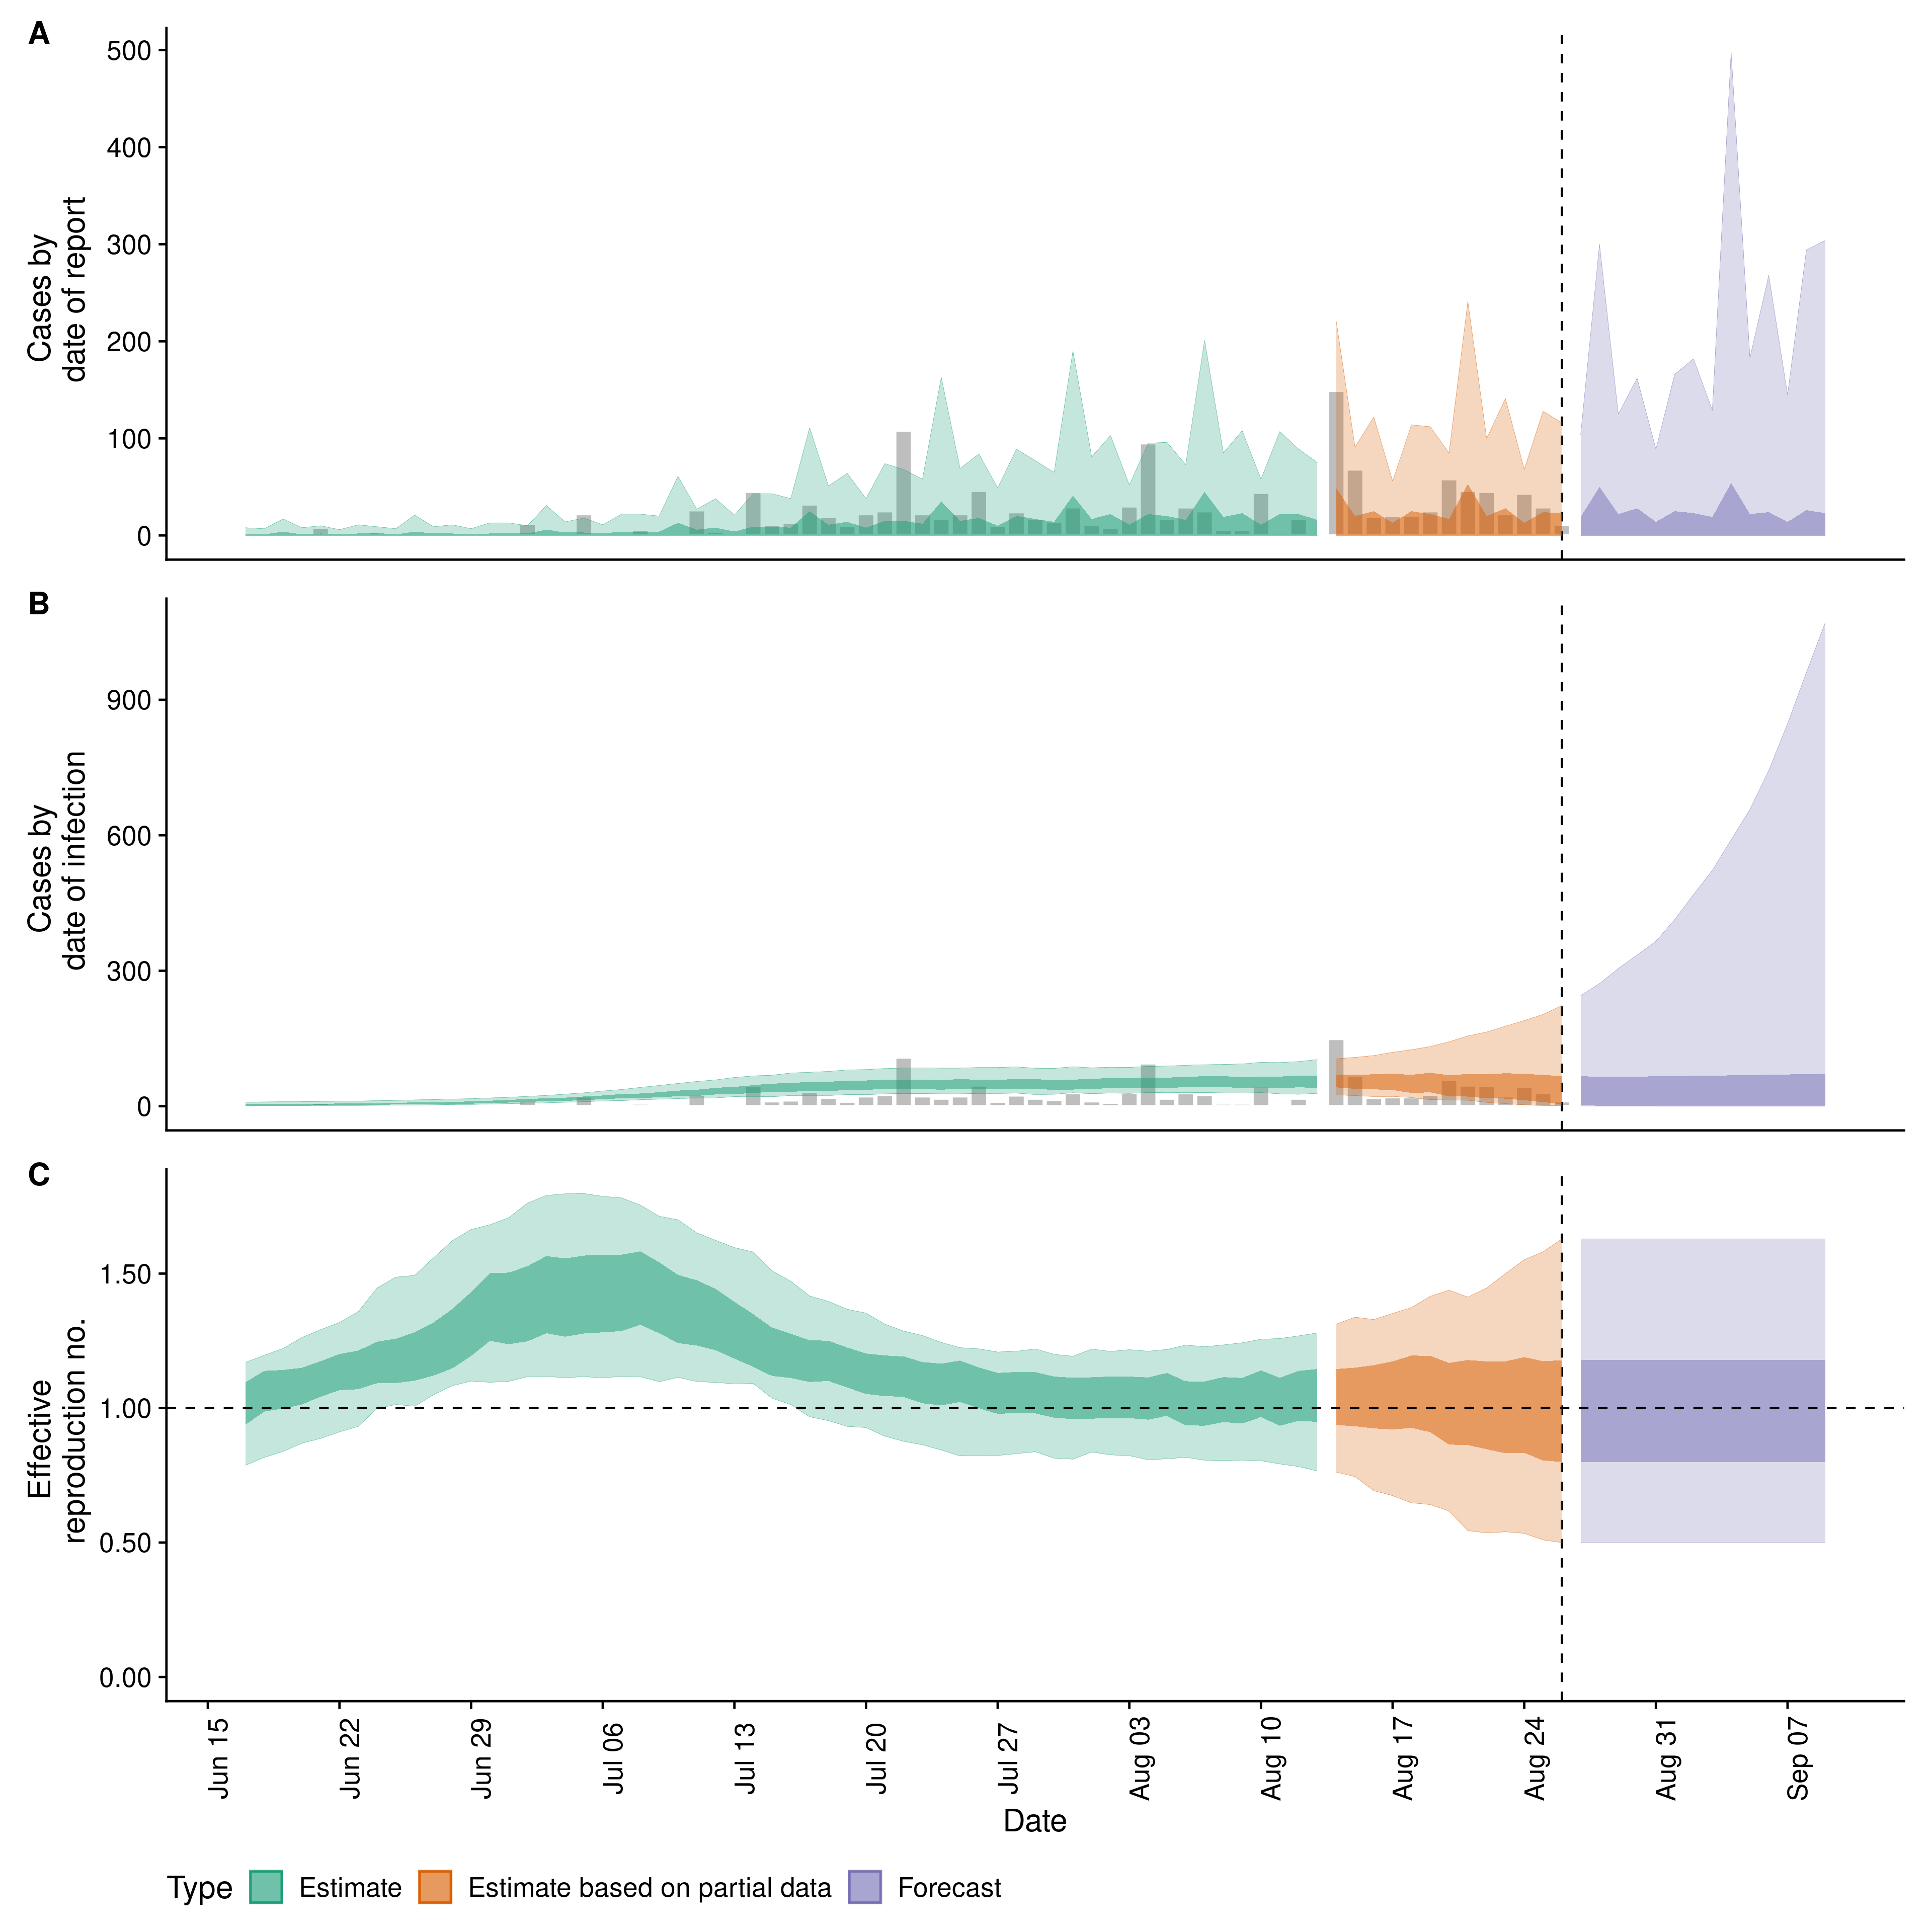 A
500
400
300
200
100
0
Cases by
date of report
B
900
600
300
0
Cases by
date of infection
C
1.50
1.00
0.50
0.00
Effective
reproduction no.
Jun 15
Jun 22
Jun 29
Jul 06
Jul 13
Jul 20
Jul 27
Aug 03
Aug 10
Aug 17
Aug 24
Aug 31
Sep 07
Date
Type Estimate Estimate based on partial data Forecast